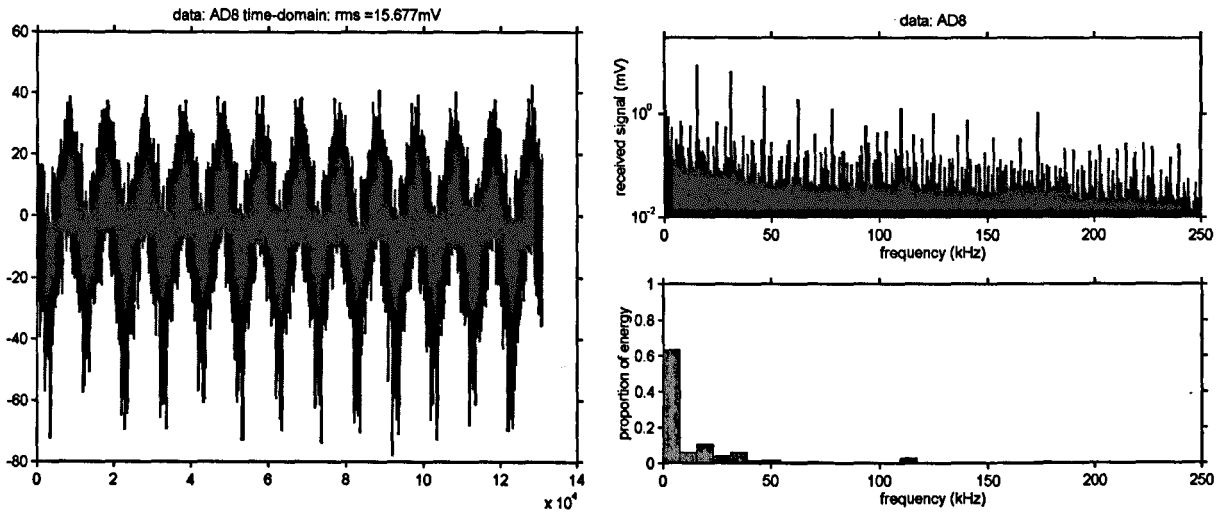 data: AD8 time-domain: rms =15.677mV
60
40
20
0
-20
-40
-60
-80
0 2 4 6 8 10 12 14
x 10^4
data: AD8
received signal (mV)
10^0
10^-2
0 50 100 150 200 250
frequency (kHz)
proportion of energy
1
0.8
0.6
0.4
0.2
0
0 50 100 150 200 250
frequency (kHz)